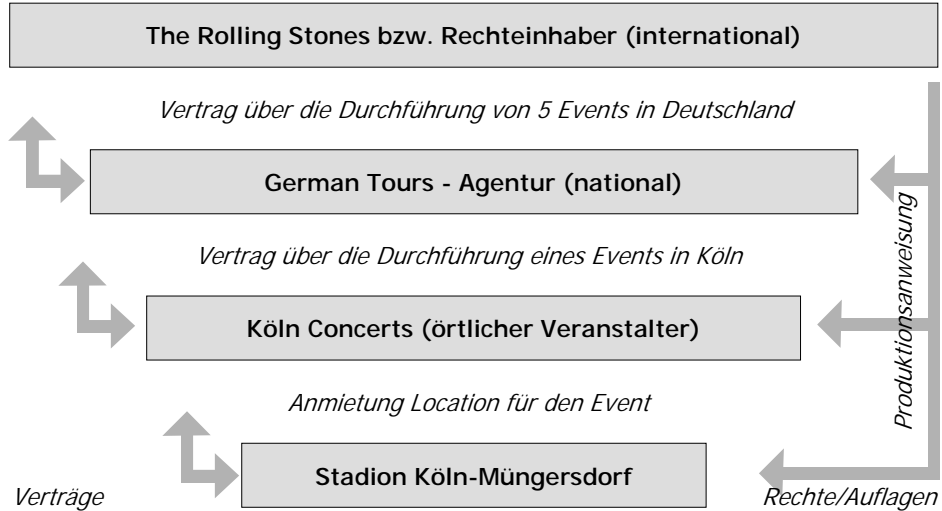 The Rolling Stones bzw. Rechteinhaber (international)
Vertrag über die Durchführung von 5 Events in Deutschland
German Tours - Agentur (national)
Vertrag über die Durchführung eines Events in Köln
Köln Concerts (örtlicher Veranstalter)
Produktionsanweisung
Anmietung Location für den Event
Stadion Köln-Müngersdorf
Verträge
Rechte/Auflagen